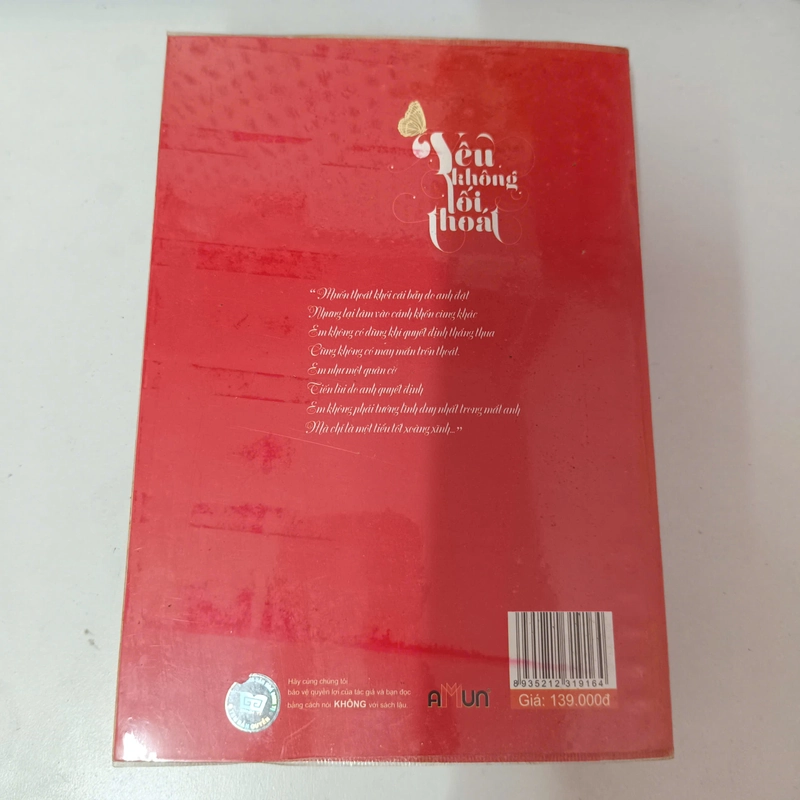 Yêu
không
lối
thoát
“Muốn thoát khỏi cái bẫy do anh đặt
Nhưng lại lâm vào cảnh khốn cùng khác
Em không có dũng khí quyết định thắng thua
Cũng không có may mắn trốn thoát.
Em như một quân cờ
Tiến lùi do anh quyết định
Em không phải tướng lĩnh duy nhất trong mắt anh
Mà chỉ là một tiểu tốt xoàng xĩnh...”
Hãy cùng chúng tôi
bảo vệ quyền lợi của tác giả và bạn đọc
bằng cách nói KHÔNG với sách lậu.
AMUN
8 935212 319164
Giá: 139.000đ